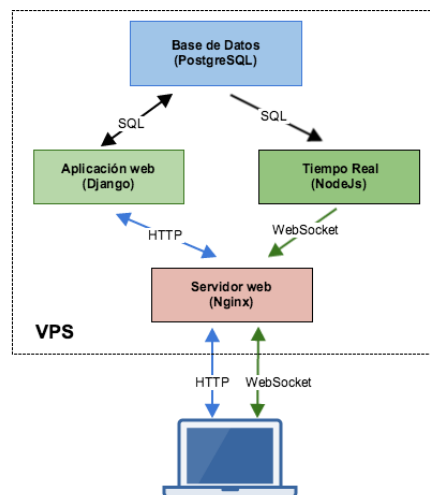 Base de Datos
(PostgreSQL)
SQL
SQL
Aplicación web
(Django)
Tiempo Real
(NodeJs)
HTTP
WebSocket
Servidor web
(Nginx)
VPS
HTTP
WebSocket